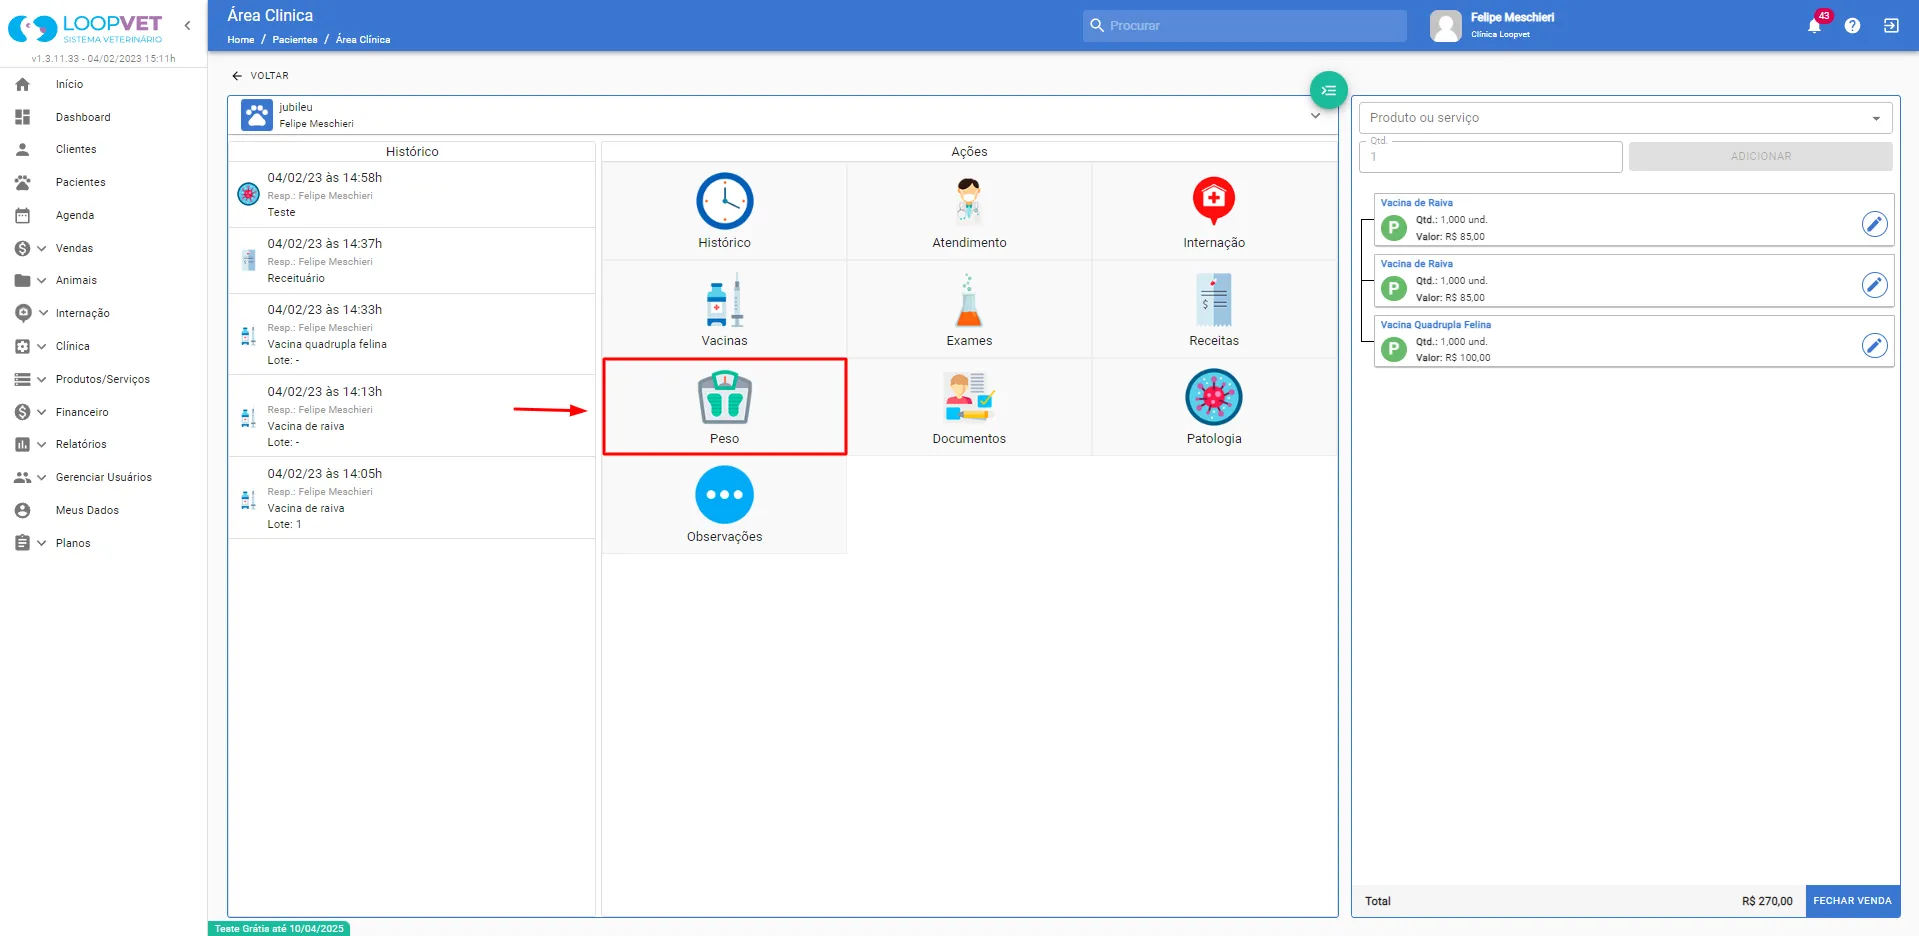 LOOPVET
SISTEMA VETERINÁRIO
v1.3.11.33 - 04/02/2023 15:11h
Início
Dashboard
Clientes
Pacientes
Agenda
Vendas
Animais
Internação
Clínica
Produtos/Serviços
Financeiro
Relatórios
Gerenciar Usuários
Meus Dados
Planos
Área Clinica
Home / Pacientes / Área Clínica
Procurar
Felipe Meschieri
Clínica Loopvet
43
VOLTAR
jubileu
Felipe Meschieri
Histórico
04/02/23 às 14:58h
Resp.: Felipe Meschieri
Teste
04/02/23 às 14:37h
Resp.: Felipe Meschieri
Receituário
04/02/23 às 14:33h
Resp.: Felipe Meschieri
Vacina quadrupla felina
Lote: -
04/02/23 às 14:13h
Resp.: Felipe Meschieri
Vacina de raiva
Lote: -
04/02/23 às 14:05h
Resp.: Felipe Meschieri
Vacina de raiva
Lote: 1
Ações
Histórico
Atendimento
Internação
Vacinas
Exames
Receitas
Peso
Documentos
Patologia
Observações
Produto ou serviço
Qtd.
1
ADICIONAR
Vacina de Raiva
P
Qtd.: 1,000 und.
Valor: R$ 85,00
Vacina de Raiva
P
Qtd.: 1,000 und.
Valor: R$ 85,00
Vacina Quadrupla Felina
P
Qtd.: 1,000 und.
Valor: R$ 100,00
Total
R$ 270,00
FECHAR VENDA
Teste Grátis até 10/04/2025